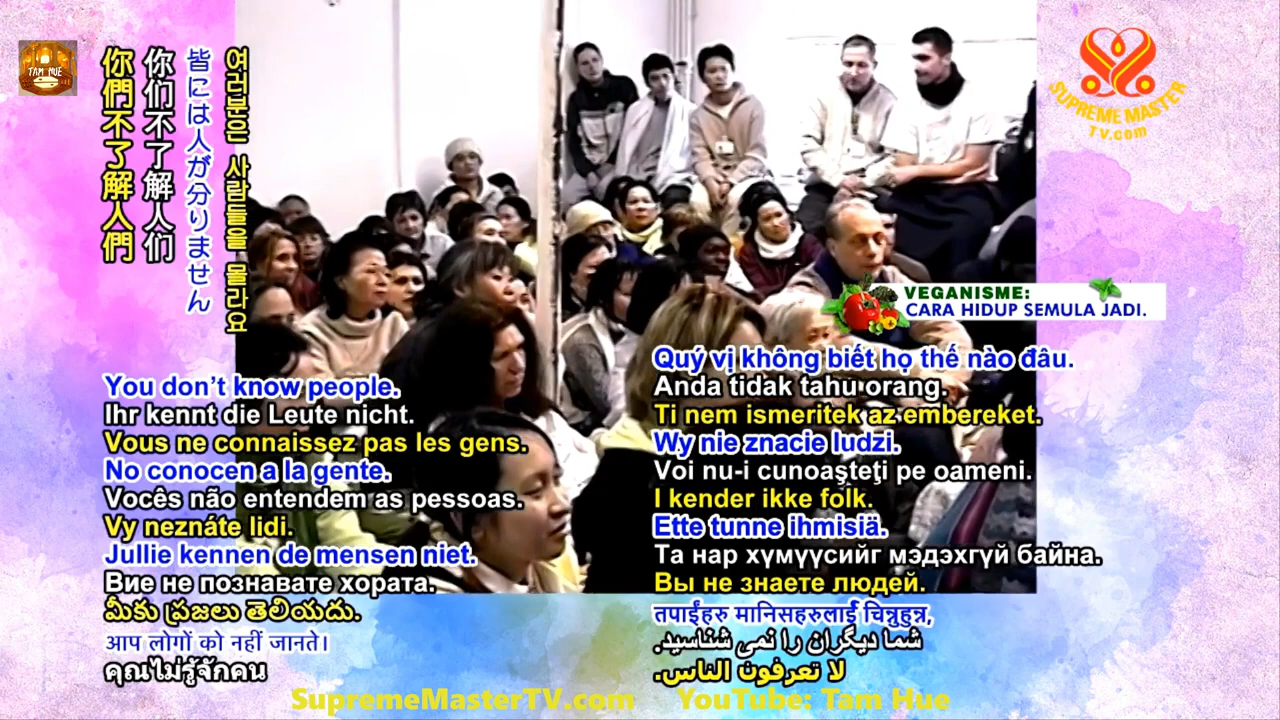 TAM HUE
你們不了解人們
你们不了解人们
皆には人が分りません
여러분은 사람들을 몰라요
SUPREME MASTER
TV.com
VEGANISME:
CARA HIDUP SEMULA JADI.
You don't know people.
Ihr kennt die Leute nicht.
Vous ne connaissez pas les gens.
No conocen a la gente.
Vocês não entendem as pessoas.
Vy neznáte lidi.
Jullie kennen de mensen niet.
Вие не познавате хората.
మీకు ప్రజలు తెలియదు.
आप लोगों को नहीं जानते।
คุณไม่รู้จักคน
Quý vị không biết họ thế nào đâu.
Anda tidak tahu orang.
Ti nem ismeritek az embereket.
Wy nie znacie ludzi.
Voi nu-i cunoaşteţi pe oameni.
I kender ikke folk.
Ette tunne ihmisiä.
Та нар хүмүүсийг мэдэхгүй байна.
Вы не знаете людей.
तपाईंहरु मानिसहरुलाई चिन्नुहुन्न,
شما دیگران را نمی شناسید.
لا تعرفون الناس.
SupremeMasterTV.com YouTube: Tam Hue